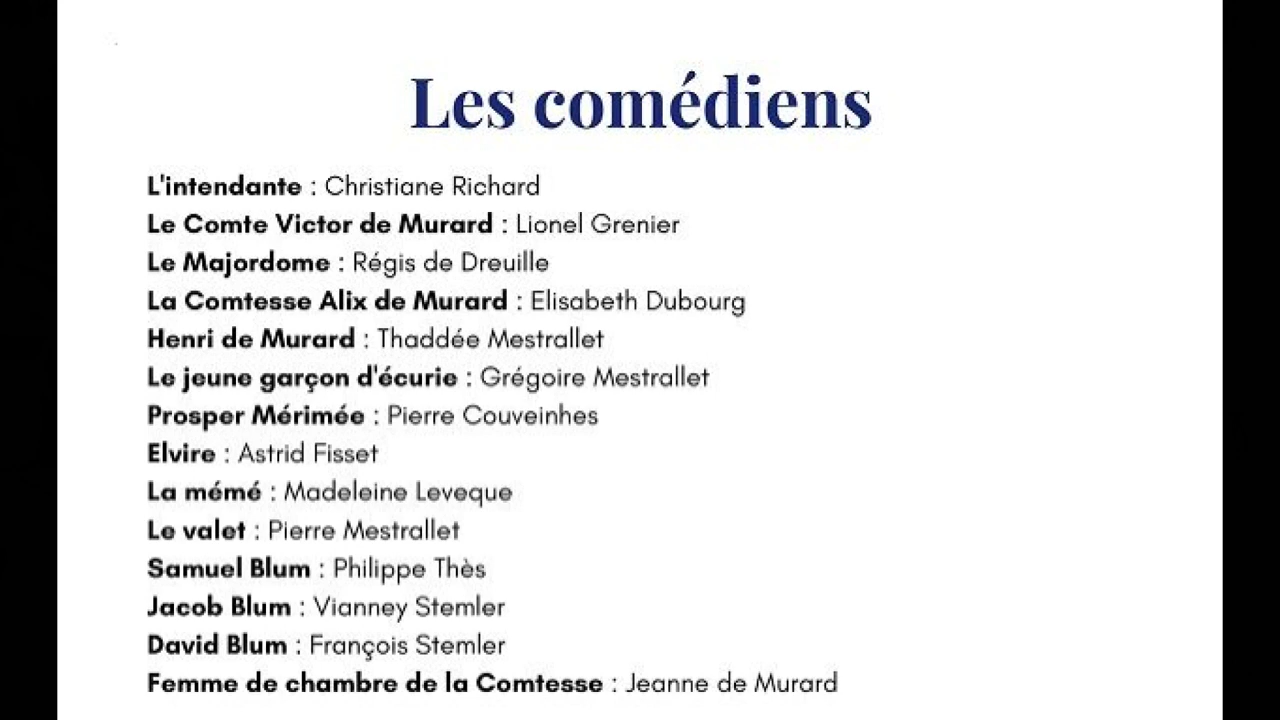 Les comédiens
L'intendante : Christiane Richard
Le Comte Victor de Murard : Lionel Grenier
Le Majordome : Régis de Dreuille
La Comtesse Alix de Murard : Elisabeth Dubourg
Henri de Murard : Thaddée Mestrallet
Le jeune garçon d'écurie : Grégoire Mestrallet
Prosper Mérimée : Pierre Couveinhes
Elvire : Astrid Fisset
La mémé : Madeleine Leveque
Le valet : Pierre Mestrallet
Samuel Blum : Philippe Thès
Jacob Blum : Vianney Stemler
David Blum : François Stemler
Femme de chambre de la Comtesse : Jeanne de Murard